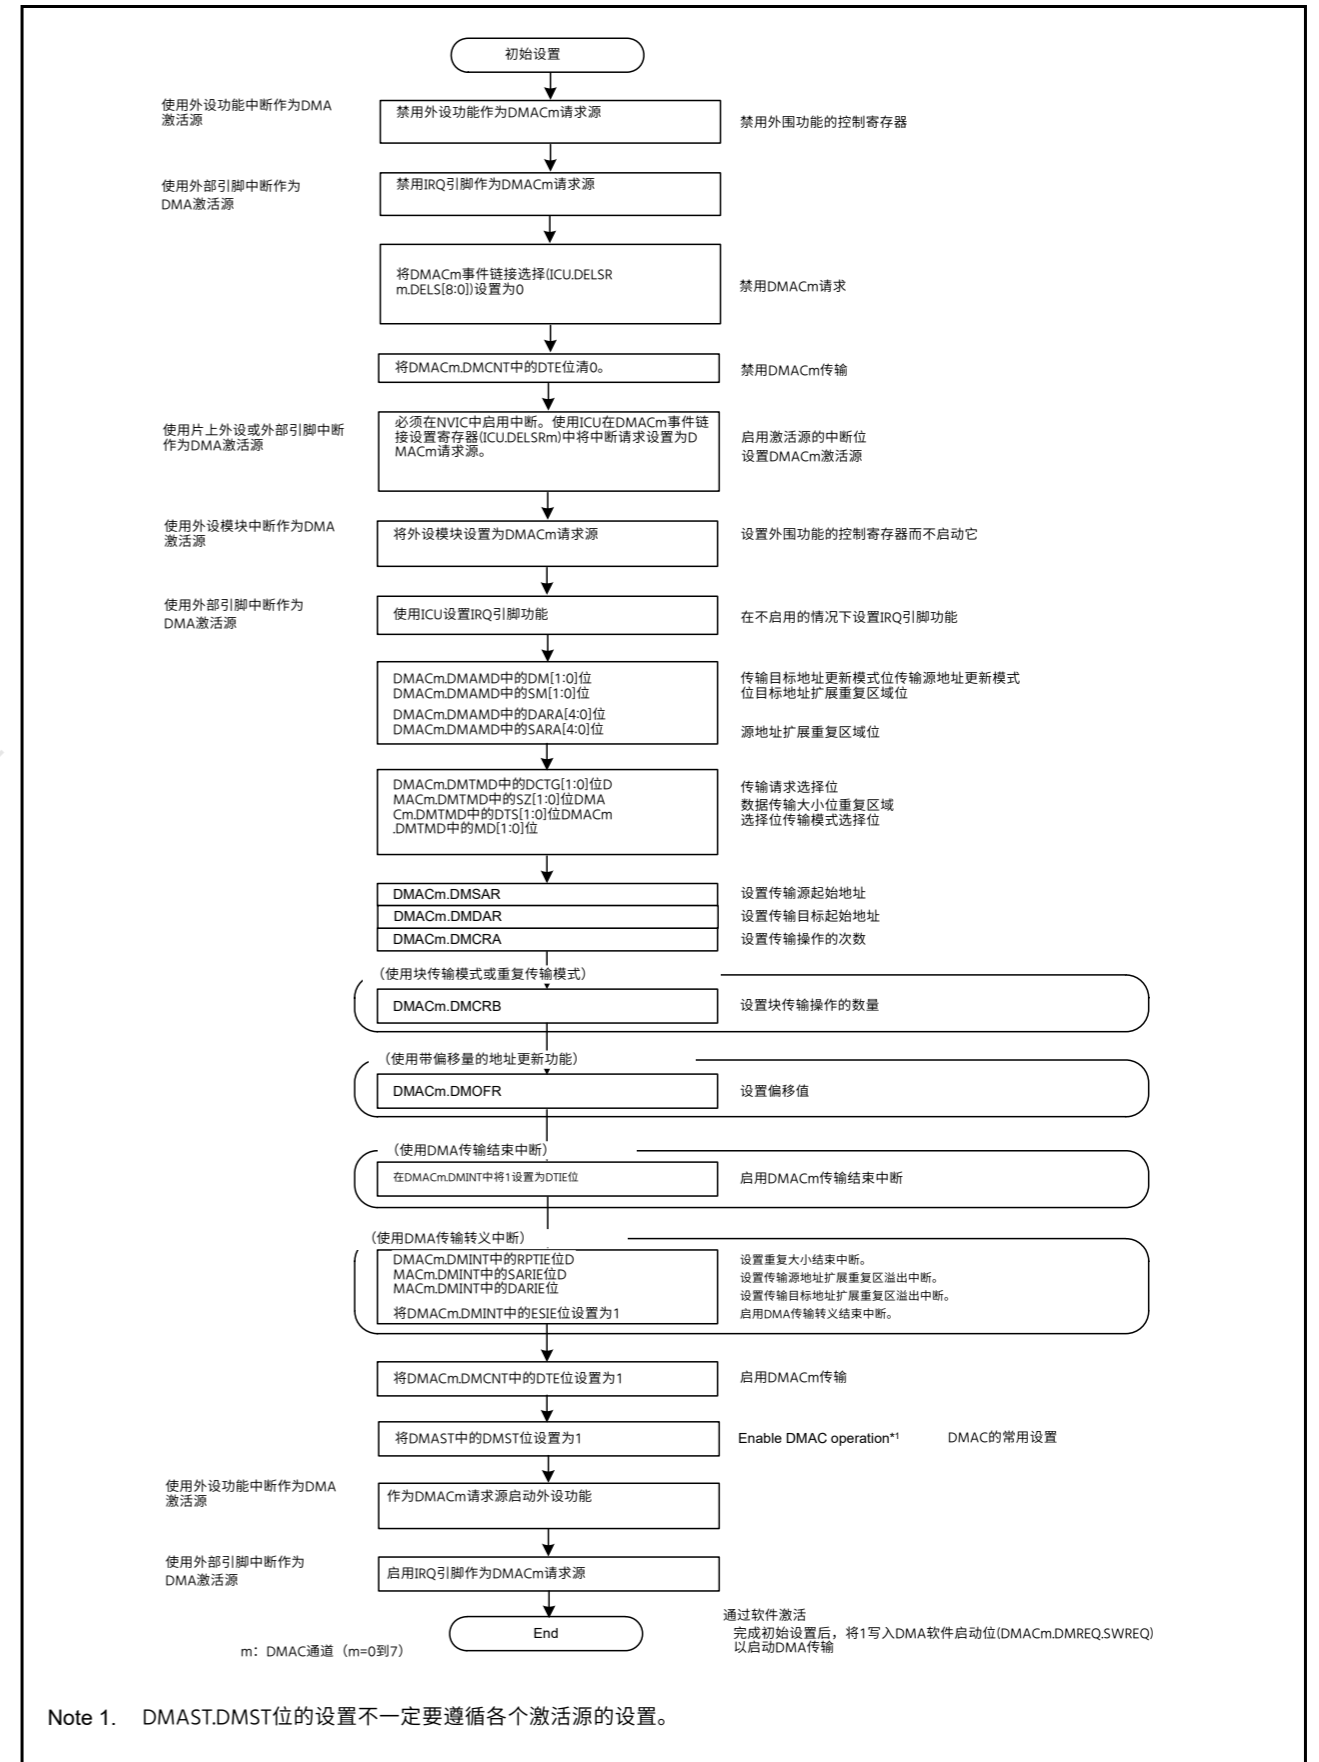 初始设置
使用外设功能中断作为DMA
激活源
禁用外设功能作为DMACm请求源
禁用外围功能的控制寄存器
使用外部引脚中断作为
DMA激活源
禁用IRQ引脚作为DMACm请求源
将DMACm事件链接选择(ICU.DELSR
m.DELS[8:0])设置为0
禁用DMACm请求
将DMACm.DMCNT中的DTE位清0。
禁用DMACm传输
使用片上外设或外部引脚中断
作为DMA激活源
必须在NVIC中启用中断。使用ICU在DMACm事件链
接设置寄存器(ICU.DELSRm)中将中断请求设置为D
MACm请求源。
启用激活源的中断位
设置DMACm激活源
使用外设模块中断作为DMA
激活源
将外设模块设置为DMACm请求源
设置外围功能的控制寄存器而不启动它
使用外部引脚中断作为
DMA激活源
使用ICU设置IRQ引脚功能
在不启用的情况下设置IRQ引脚功能
DMACm.DMAMD中的DM[1:0]位
DMACm.DMAMD中的SM[1:0]位
DMACm.DMAMD中的DARA[4:0]位
DMACm.DMAMD中的SARA[4:0]位
传输目标地址更新模式位传输源地址更新模式
位目标地址扩展重复区域位
源地址扩展重复区域位
DMACm.DMTMD中的DCTG[1:0]位D
MACm.DMTMD中的SZ[1:0]位DMA
Cm.DMTMD中的DTS[1:0]位DMACm
.DMTMD中的MD[1:0]位
传输请求选择位
数据传输大小位重复区域
选择位传输模式选择位
DMACm.DMSAR
设置传输源起始地址
DMACm.DMDAR
设置传输目标起始地址
DMACm.DMCRA
设置传输操作的次数
（使用块传输模式或重复传输模式）
DMACm.DMCRB
设置块传输操作的数量
（使用带偏移量的地址更新功能）
DMACm.DMOFR
设置偏移值
（使用DMA传输结束中断）
在DMACm.DMINT中将1设置为DTIE位
启用DMACm传输结束中断
（使用DMA传输转义中断）
DMACm.DMINT中的RPTIE位D
MACm.DMINT中的SARIE位D
MACm.DMINT中的DARIE位
将DMACm.DMINT中的ESIE位设置为1
设置重复大小结束中断。
设置传输源地址扩展重复区溢出中断。
设置传输目标地址扩展重复区溢出中断。
启用DMA传输转义结束中断。
将DMACm.DMCNT中的DTE位设置为1
启用DMACm传输
将DMAST中的DMST位设置为1
Enable DMAC operation*1 DMAC的常用设置
使用外设功能中断作为DMA
激活源
作为DMACm请求源启动外设功能
使用外部引脚中断作为
DMA激活源
启用IRQ引脚作为DMACm请求源
End
通过软件激活
完成初始设置后，将1写入DMA软件启动位(DMACm.DMREQ.SWREQ)
以启动DMA传输
m：DMAC通道（m=0到7）
Note 1. DMAST.DMST位的设置不一定要遵循各个激活源的设置。